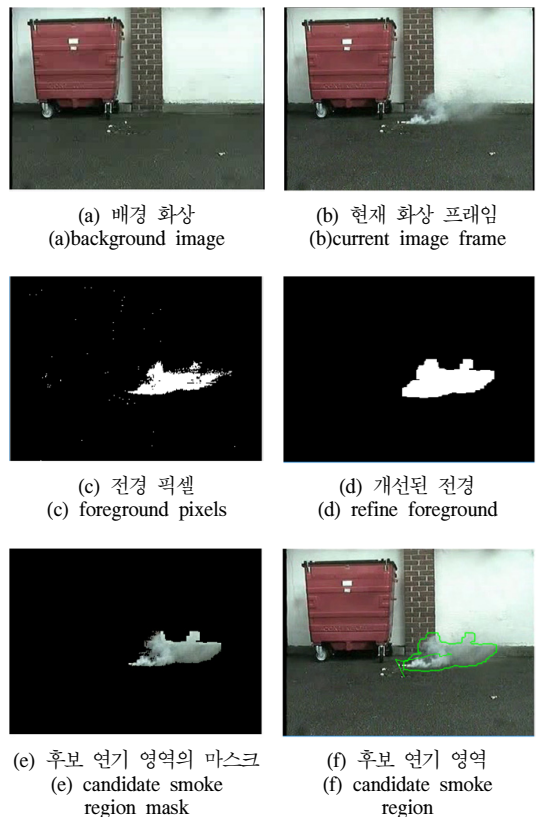 (a) 배경 화상
(a)background image
(b) 현재 화상 프래임
(b)current image frame
(c) 전경 픽셀
(c) foreground pixels
(d) 개선된 전경
(d) refine foreground
(e) 후보 연기 영역의 마스크
(e) candidate smoke
region mask
(f) 후보 연기 영역
(f) candidate smoke
region